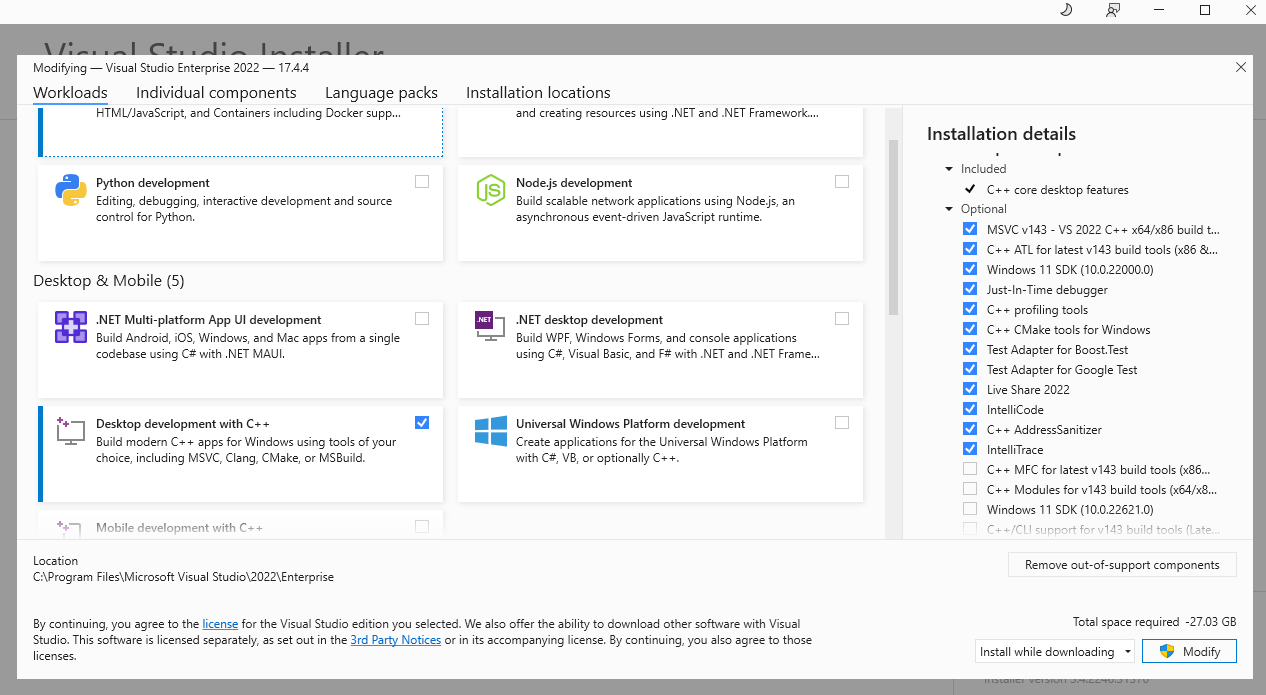 Visual Studio Installer
Modifying — Visual Studio Enterprise 2022 — 17.4.4
Workloads Individual components Language packs Installation locations
HTML/JavaScript, and Containers including Docker supp...
and creating resources using .NET and .NET Framework....
Python development
Editing, debugging, interactive development and source
control for Python.
Node.js development
Build scalable network applications using Node.js, an
asynchronous event-driven JavaScript runtime.
Desktop & Mobile (5)
.NET Multi-platform App UI development
Build Android, iOS, Windows, and Mac apps from a single
codebase using C# with .NET MAUI.
.NET
.NET desktop development
Build WPF, Windows Forms, and console applications
using C#, Visual Basic, and F# with .NET and .NET Frame...
Desktop development with C++
Build modern C++ apps for Windows using tools of your
choice, including MSVC, Clang, CMake, or MSBuild.
Universal Windows Platform development
Create applications for the Universal Windows Platform
with C#, VB, or optionally C++.
Mobile development with C++
Installation details
Included
C++ core desktop features
Optional
MSVC v143 - VS 2022 C++ x64/x86 build t...
C++ ATL for latest v143 build tools (x86 &...
Windows 11 SDK (10.0.22000.0)
Just-In-Time debugger
C++ profiling tools
C++ CMake tools for Windows
Test Adapter for Boost.Test
Test Adapter for Google Test
Live Share 2022
IntelliCode
C++ AddressSanitizer
IntelliTrace
C++ MFC for latest v143 build tools (x86...
C++ Modules for v143 build tools (x64/x8...
Windows 11 SDK (10.0.22621.0)
C++/CLI support for v143 build tools (Late...
Location
C:\Program Files\Microsoft Visual Studio\2022\Enterprise
Remove out-of-support components
By continuing, you agree to the license for the Visual Studio edition you selected. We also offer the ability to download other software with Visual
Studio. This software is licensed separately, as set out in the 3rd Party Notices or in its accompanying license. By continuing, you also agree to those
licenses.
Total space required -27.03 GB
Install while downloading
Modify